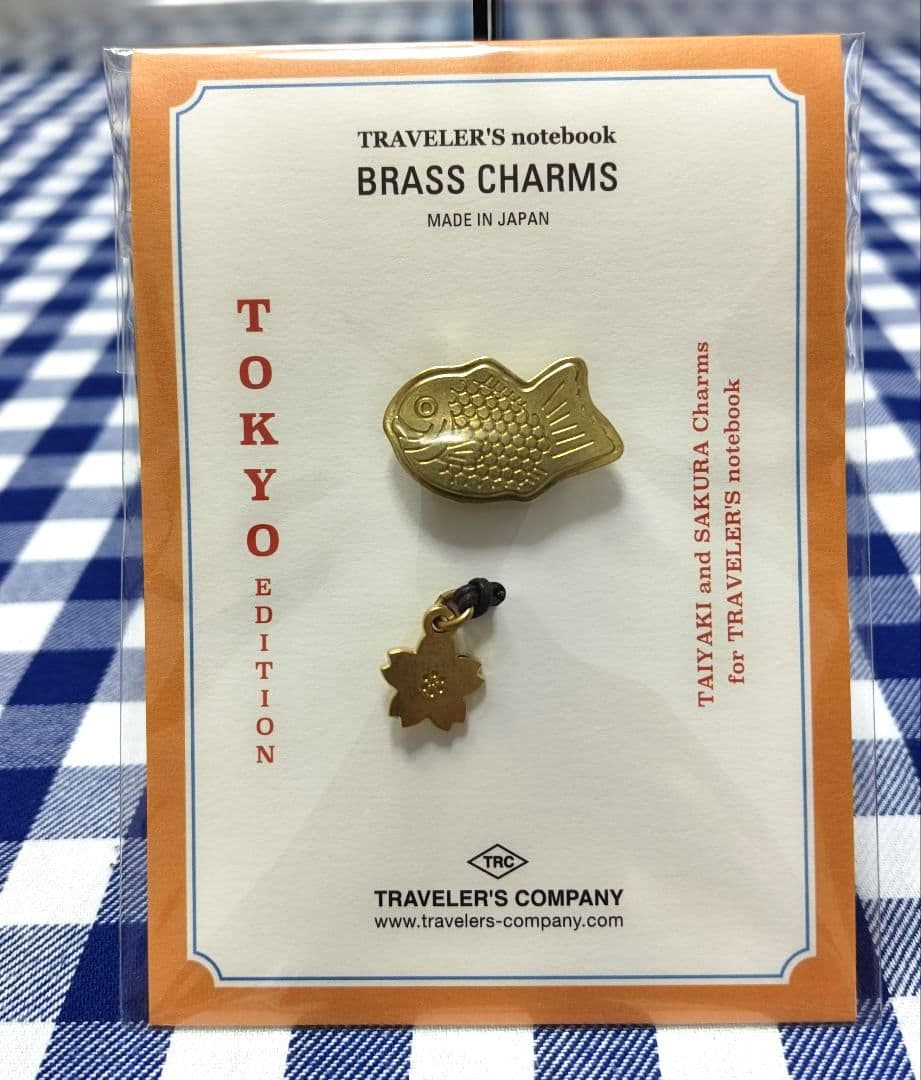 TRAVELER'S notebook
BRASS CHARMS
MADE IN JAPAN
TOKYO EDITION
TAIYAKI and SAKURA Charms
for TRAVELER'S notebook
TRC
TRAVELER'S COMPANY
www.travelers-company.com